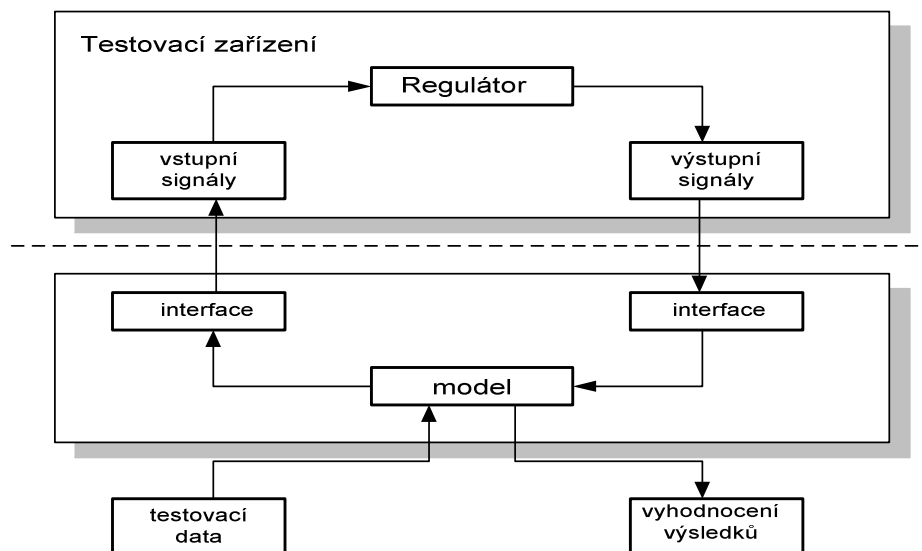 Testovací zařízení
Regulátor
vstupní
signály
výstupní
signály
interface
interface
model
testovací
data
vyhodnocení
výsledků